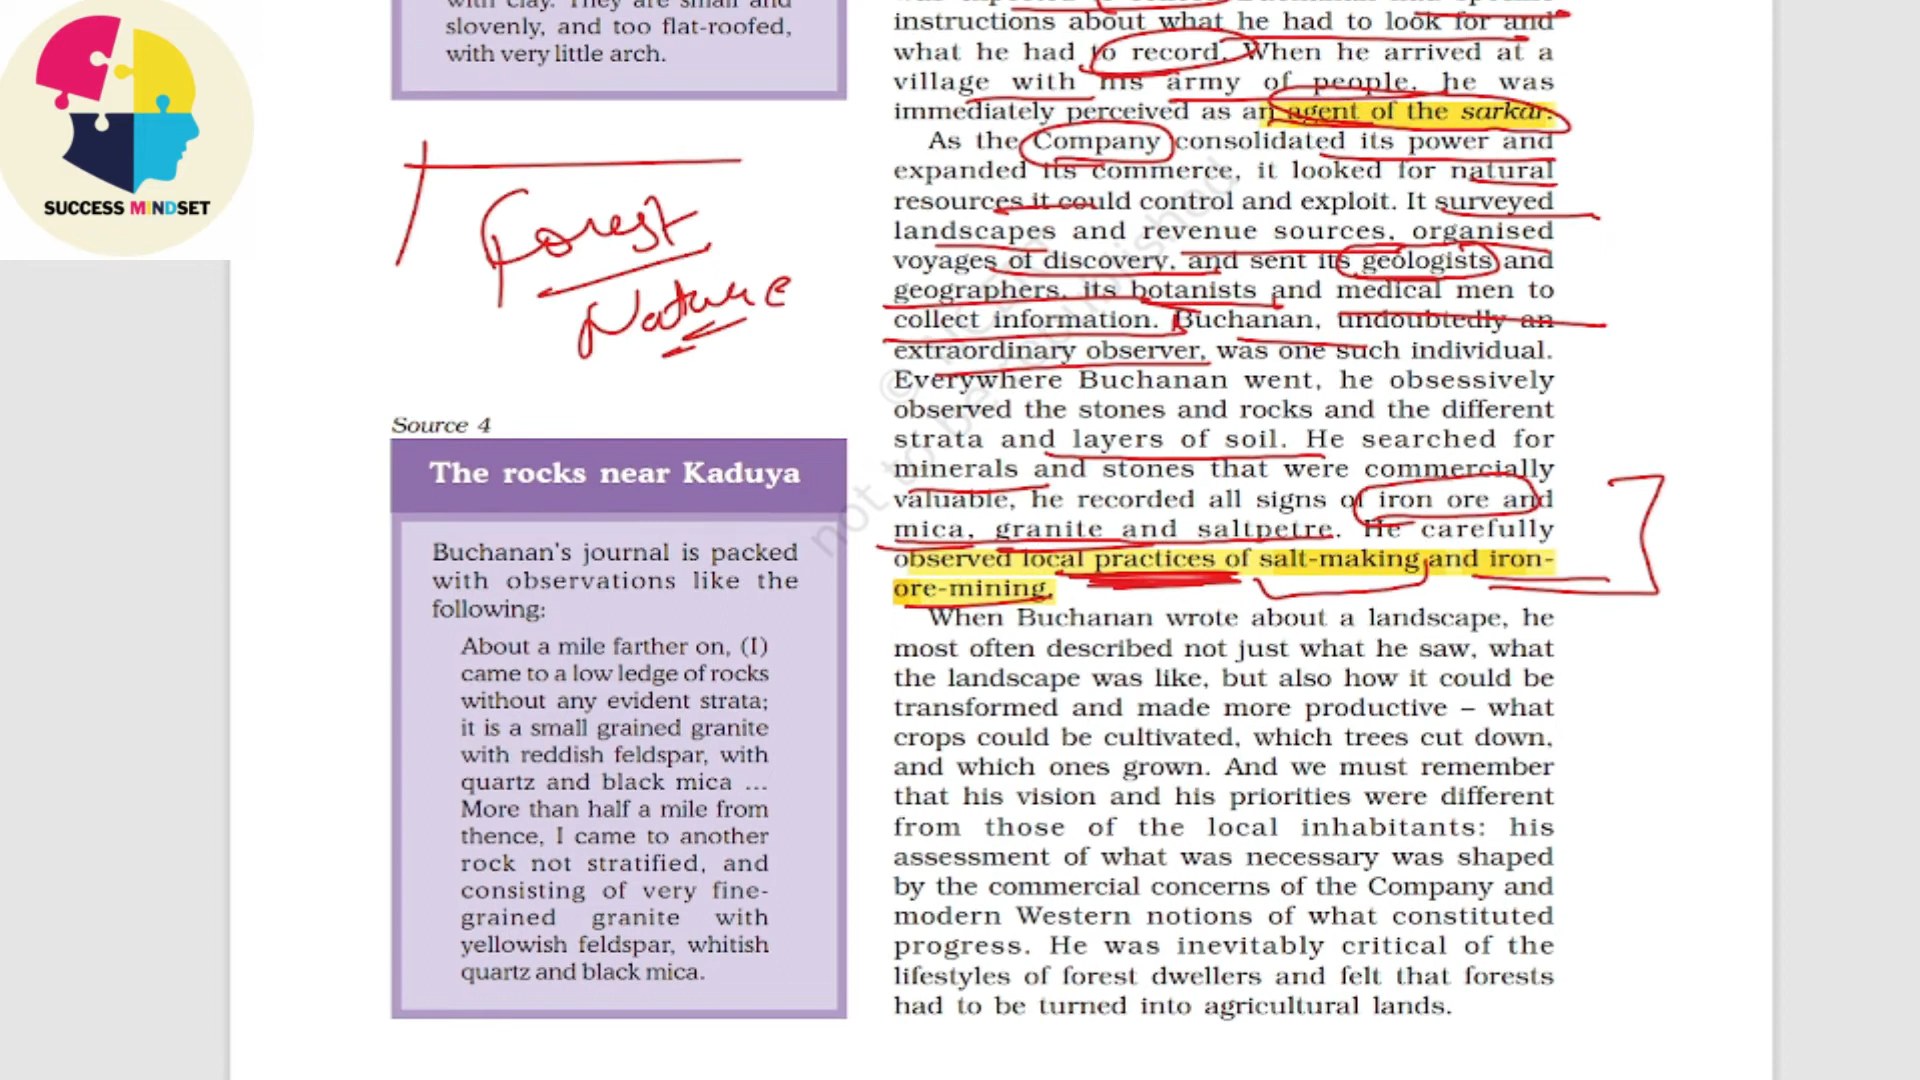 SUCCESS MINDSET
with clay. They are small and
slovenly, and too flat-roofed,
with very little arch.
Forest
Nature
Source 4
The rocks near Kaduya
Buchanan's journal is packed
with observations like the
following:
About a mile farther on, (I)
came to a low ledge of rocks
without any evident strata;
it is a small grained granite
with reddish feldspar, with
quartz and black mica ...
More than half a mile from
thence, I came to another
rock not stratified, and
consisting of very fine-
grained granite with
yellowish feldspar, whitish
quartz and black mica.
instructions about what he had to look for and
what he had to record. When he arrived at a
village with his army of people, he was
immediately perceived as an agent of the sarkar.
As the Company consolidated its power and
expanded its commerce, it looked for natural
resources it could control and exploit. It surveyed
landscapes and revenue sources, organised
voyages of discovery, and sent its geologists and
geographers, its botanists and medical men to
collect information. Buchanan, undoubtedly an
extraordinary observer, was one such individual.
Everywhere Buchanan went, he obsessively
observed the stones and rocks and the different
strata and layers of soil. He searched for
minerals and stones that were commercially
valuable, he recorded all signs of iron ore and
mica, granite and saltpetre. He carefully
observed local practices of salt-making and iron-
ore-mining.
When Buchanan wrote about a landscape, he
most often described not just what he saw, what
the landscape was like, but also how it could be
transformed and made more productive – what
crops could be cultivated, which trees cut down,
and which ones grown. And we must remember
that his vision and his priorities were different
from those of the local inhabitants: his
assessment of what was necessary was shaped
by the commercial concerns of the Company and
modern Western notions of what constituted
progress. He was inevitably critical of the
lifestyles of forest dwellers and felt that forests
had to be turned into agricultural lands.
not to be republished